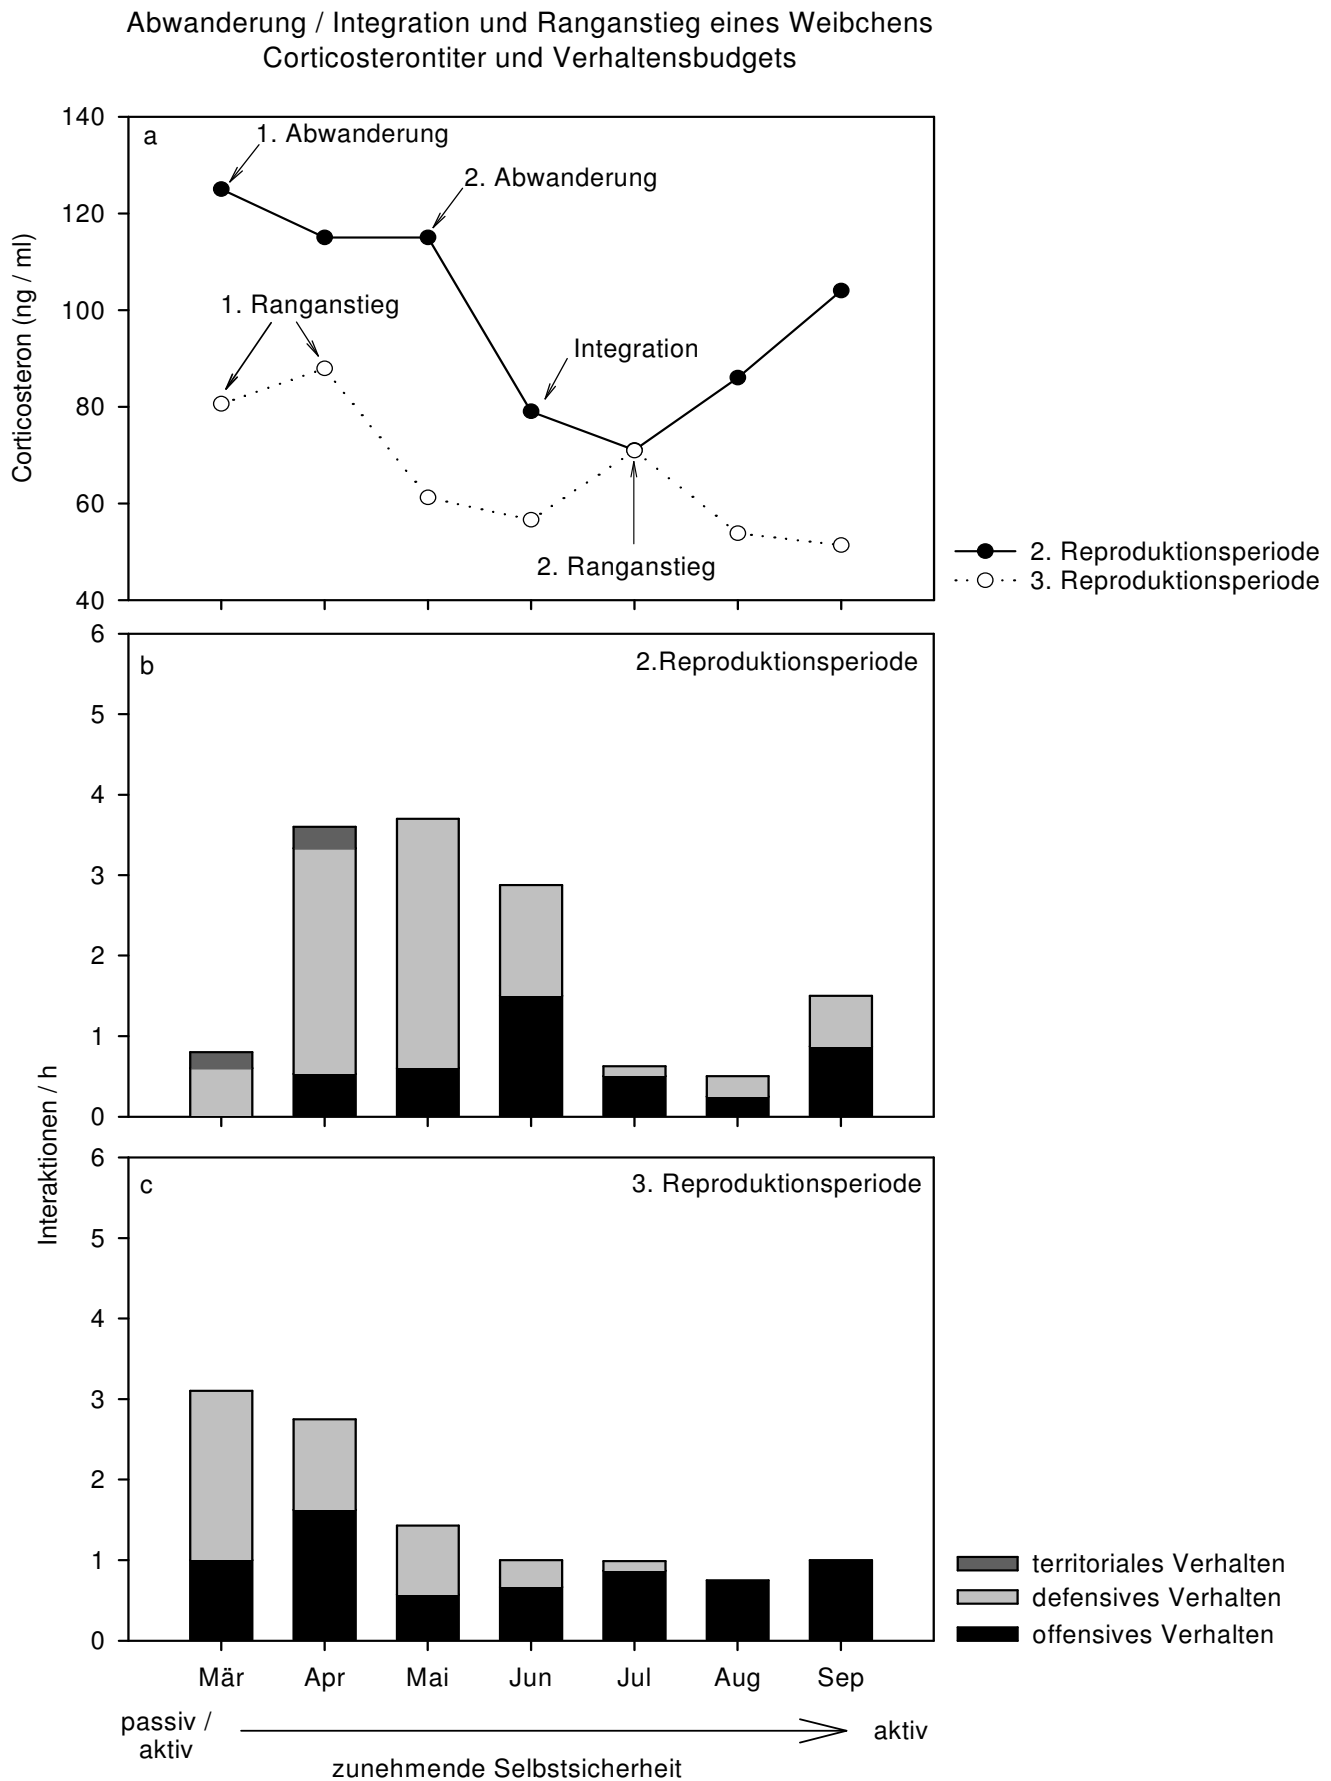 Abwanderung / Integration und Ranganstieg eines Weibchens
Corticosterontiter und Verhaltensbudgets
a
1. Abwanderung
2. Abwanderung
1. Ranganstieg
Integration
2. Ranganstieg
Corticosteron (ng / ml)
140
120
100
80
60
40
2. Reproduktionsperiode
3. Reproduktionsperiode
b
2.Reproduktionsperiode
6
5
4
3
2
1
0
Interaktionen / h
c
3. Reproduktionsperiode
6
5
4
3
2
1
0
territoriales Verhalten
defensives Verhalten
offensives Verhalten
Mär Apr Mai Jun Jul Aug Sep
passiv /
aktiv
aktiv
zunehmende Selbstsicherheit